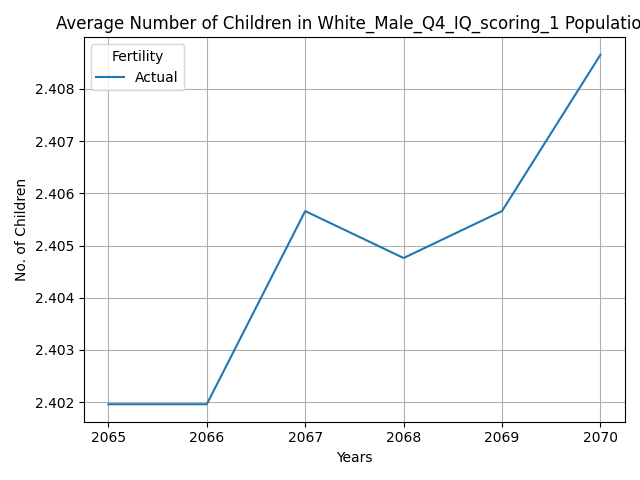 Average Number of Children in White_Male_Q4_IQ_scoring_1 Populatio
Fertility
Actual
2.408
2.407
2.406
2.405
2.404
2.403
2.402
No. of Children
2065 2066 2067 2068 2069 2070
Years